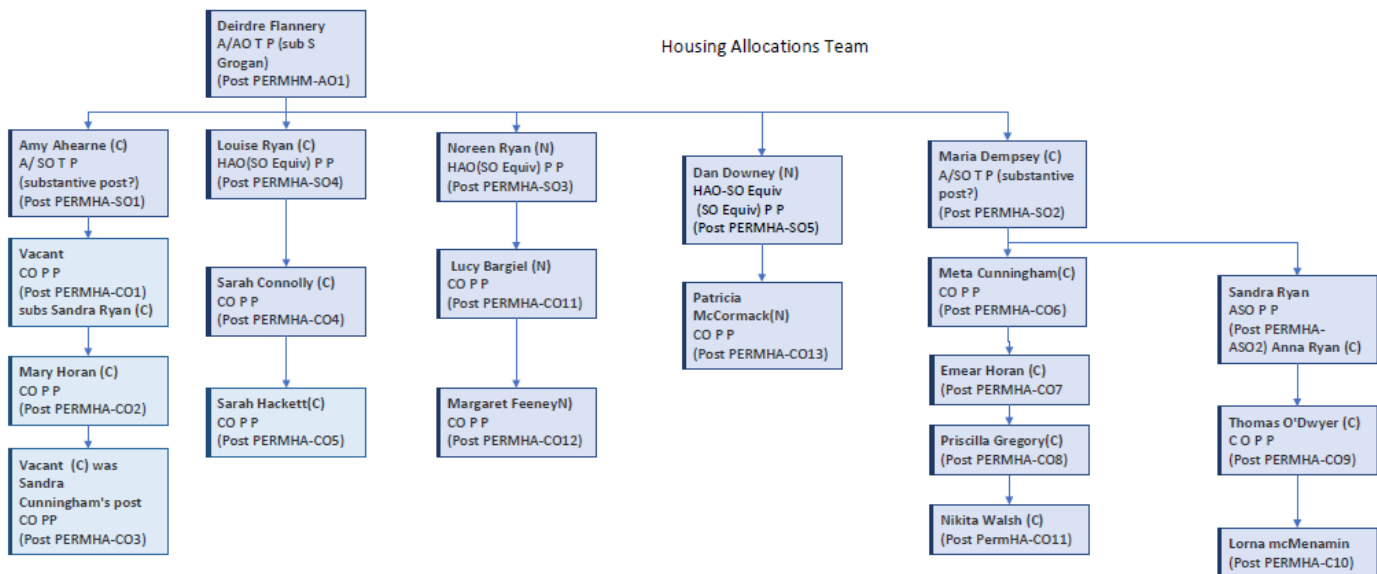 Deirdre Flannery
A/AO T P (sub S
Grogan)
(Post PERMHM-AO1)
Housing Allocations Team
Amy Ahearne (C)
A/ SO T P
(substantive post?)
(Post PERMHA-SO1)
Louise Ryan (C)
HAO(SO Equiv) P P
(Post PERMHA-SO4)
Noreen Ryan (N)
HAO(SO Equiv) P P
(Post PERMHA-SO3)
Dan Downey (N)
HAO-SO Equiv
(SO Equiv) P P
(Post PERMHA-SO5)
Maria Dempsey (C)
A/SO T P (substantive
post?)
(Post PERMHA-SO2)
Vacant
CO P P
(Post PERMHA-CO1)
subs Sandra Ryan (C)
Sarah Connolly (C)
CO P P
(Post PERMHA-CO4)
Lucy Bargiel (N)
CO P P
(Post PERMHA-CO11)
Patricia
McCormack(N)
CO P P
(Post PERMHA-CO13)
Meta Cunningham(C)
CO P P
(Post PERMHA-CO6)
Sandra Ryan
ASO P P
(Post PERMHA-
ASO2) Anna Ryan (C)
Mary Horan (C)
CO P P
(Post PERMHA-CO2)
Sarah Hackett(C)
CO P P
(Post PERMHA-CO5)
Margaret FeeneyN)
CO P P
(Post PERMHA-CO12)
Emear Horan (C)
(Post PERMHA-CO7
Priscilla Gregory(C)
(Post PERMHA-CO8)
Thomas O'Dwyer (C)
C O P P
(Post PERMHA-CO9)
Vacant  (C) was
Sandra
Cunningham's post
CO PP
(Post PERMHA-CO3)
Nikita Walsh (C)
(Post PermHA-CO11)
Lorna mcMenamin
(Post PERMHA-C10)